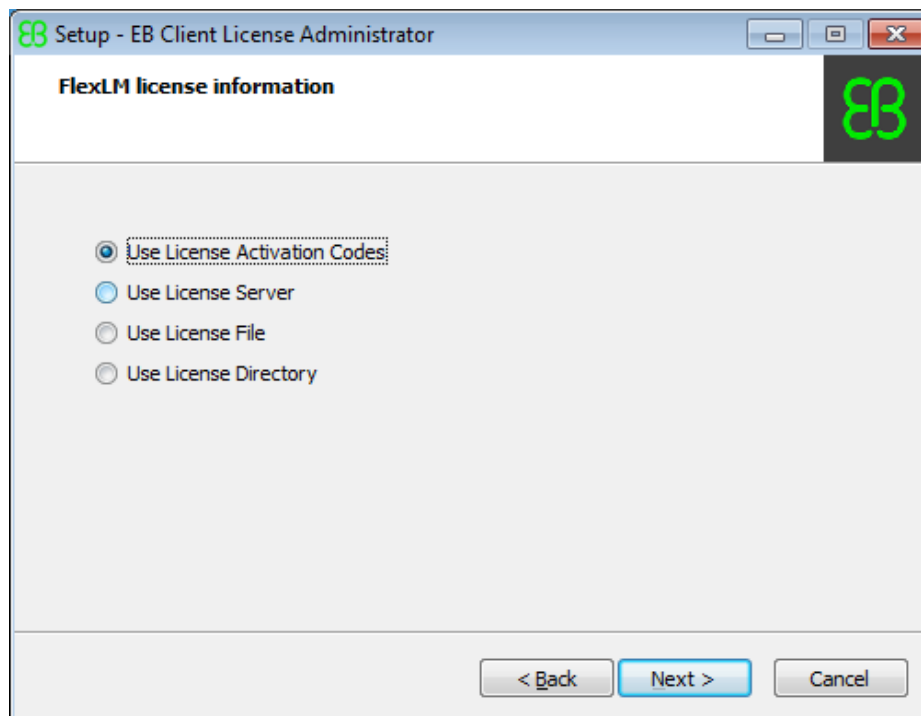 EB Setup - EB Client License Administrator
FlexLM license information
EB
Use License Activation Codes
Use License Server
Use License File
Use License Directory
< Back
Next >
Cancel